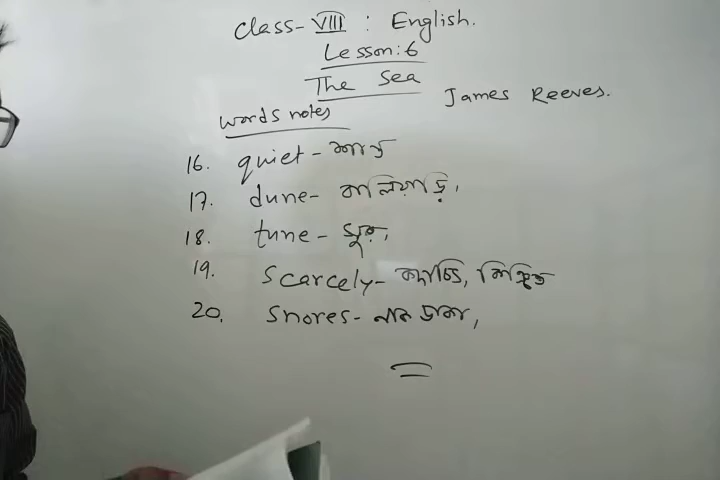 Class-VIII : English.
Lesson:6
The Sea
James Reeves.
words notes
16. quiet - শান্ত
17. dune - বালিয়াড়ি,
18. tune - সুর,
19. Scarcely - কদাচিৎ, কিঞ্চিত
20. Snores - নাক ডাকা,